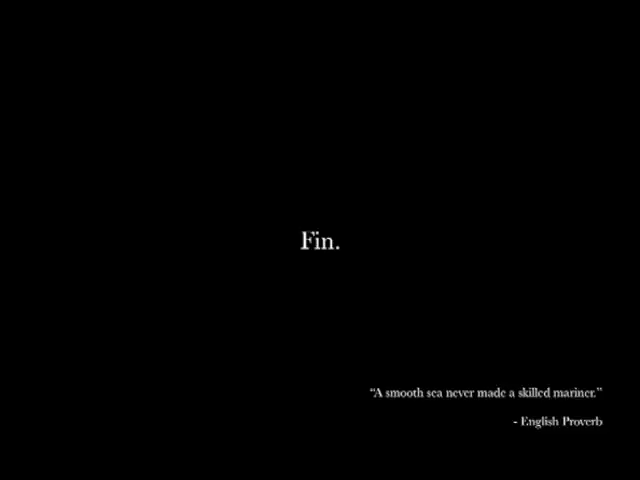 Fin.
“A smooth sea never made a skilled mariner.”
- English Proverb